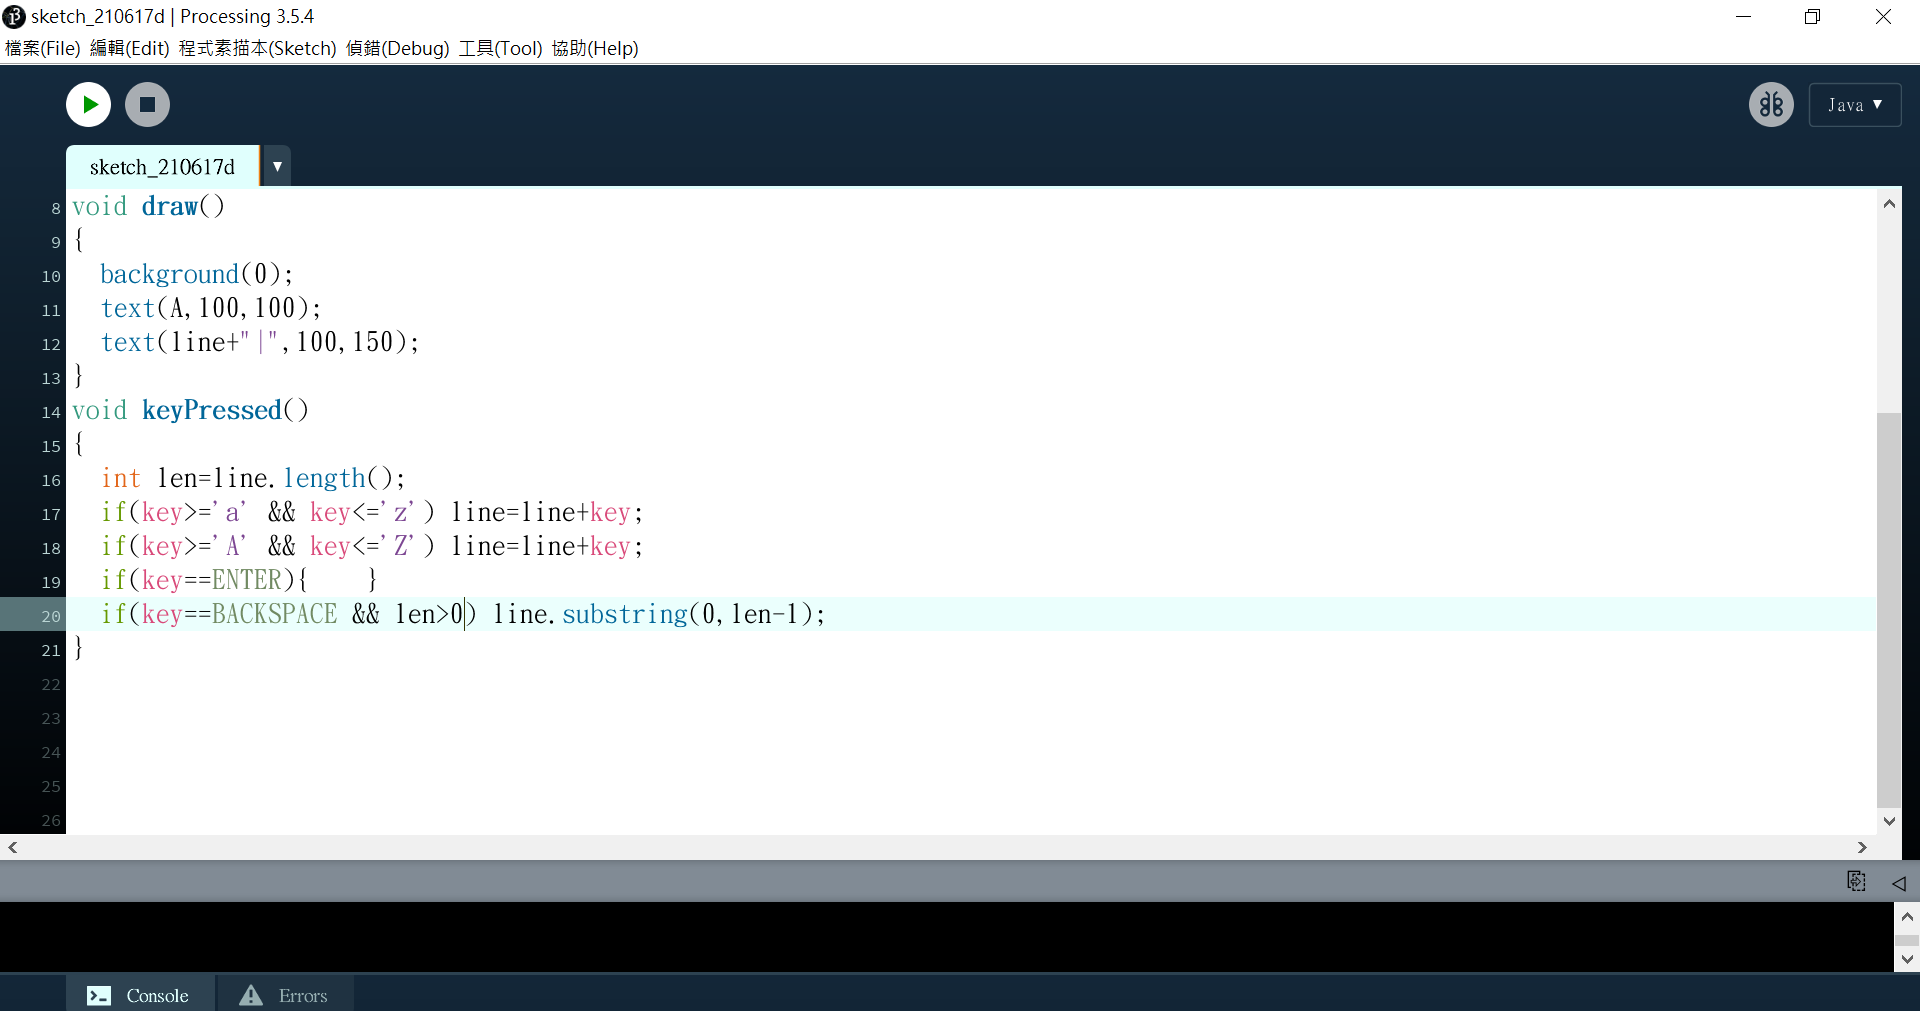 sketch_210617d | Processing 3.5.4
檔案(File) 編輯(Edit) 程式素描本(Sketch) 偵錯(Debug) 工具(Tool) 協助(Help)
Java ▼
sketch_210617d ▼
8 void draw()
9 {
10   background(0);
11   text(A,100,100);
12   text(line+"|",100,150);
13 }
14 void keyPressed()
15 {
16   int len=line.length();
17   if(key>='a' && key<='z') line=line+key;
18   if(key>='A' && key<='Z') line=line+key;
19   if(key==ENTER){    }
20   if(key==BACKSPACE && len>0) line.substring(0,len-1);
21 }
22
23
24
25
26
Console Errors